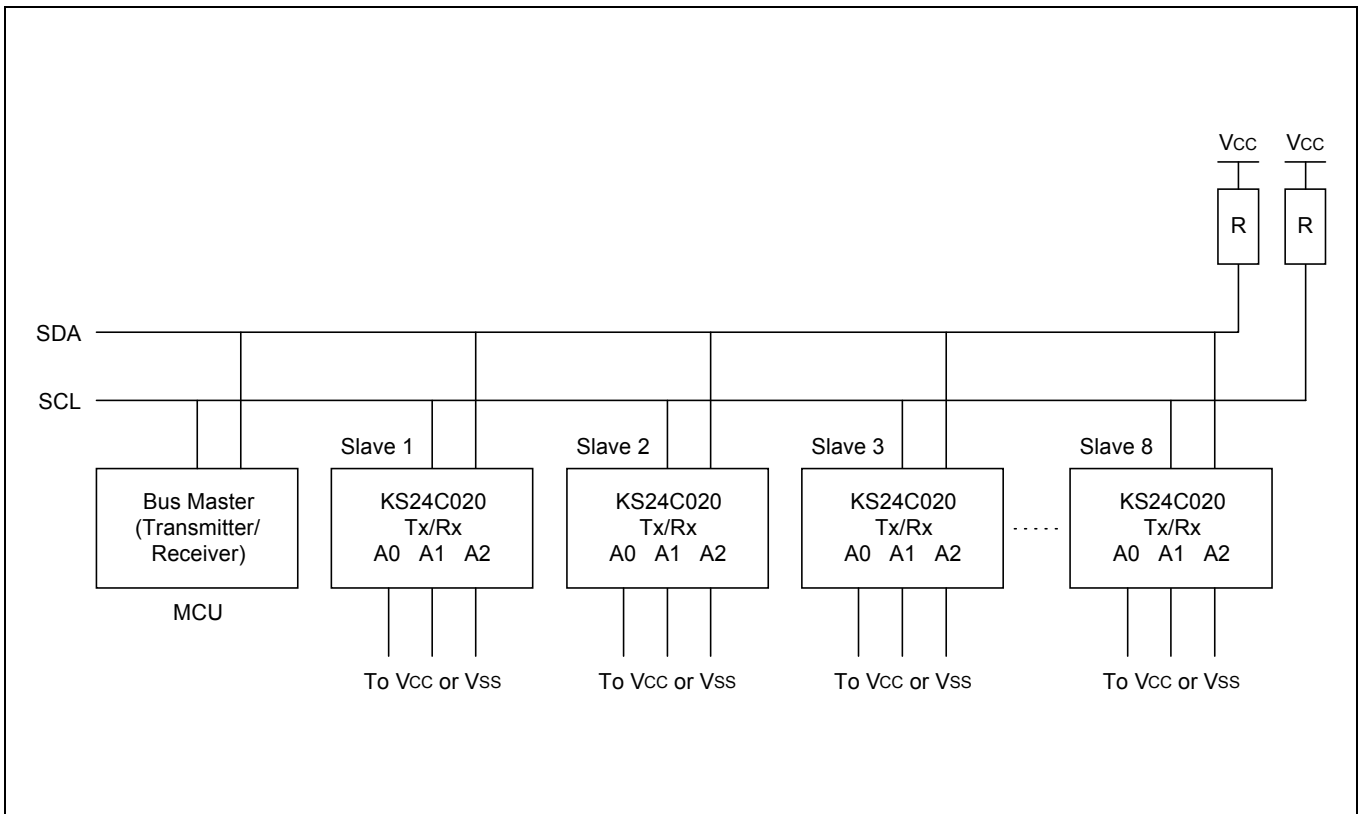 VCC VCC
R R
SDA
SCL
Slave 1 Slave 2 Slave 3 Slave 8
Bus Master
(Transmitter/
Receiver)
MCU
KS24C020
Tx/Rx
A0 A1 A2
To VCC or VSS
KS24C020
Tx/Rx
A0 A1 A2
To VCC or VSS
KS24C020
Tx/Rx
A0 A1 A2
To VCC or VSS
KS24C020
Tx/Rx
A0 A1 A2
To VCC or VSS